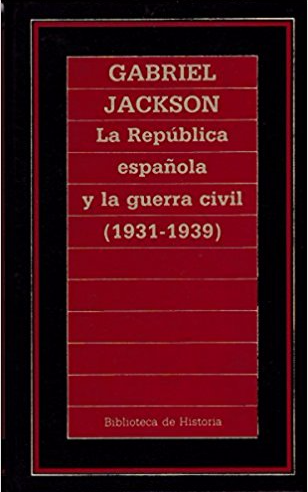 GABRIEL
JACKSON
La República
española
y la guerra civil
(1931-1939)
Biblioteca de Historia